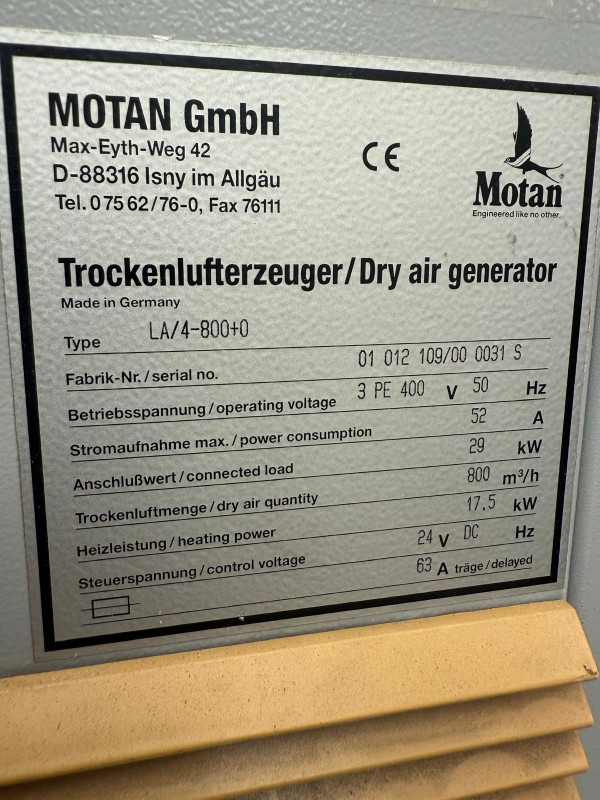 MOTAN GmbH
Max-Eyth-Weg 42
D-88316 Isny im Allgäu
Tel. 0 75 62/76-0, Fax 76111
CE
Motan®
Engineered like no other.
Trockenlufterzeuger/Dry air generator
Made in Germany
Type LA/4-800+0
Fabrik-Nr./serial no. 01 012 109/00 0031 S
Betriebsspannung/operating voltage 3 PE 400 V 50 Hz
Stromaufnahme max./power consumption 52 A
Anschlußwert/connected load 29 kW
Trockenluftmenge/dry air quantity 800 m³/h
Heizleistung/heating power 17,5 kW
Steuerspannung/control voltage 24 V DC Hz
63 A träge/delayed